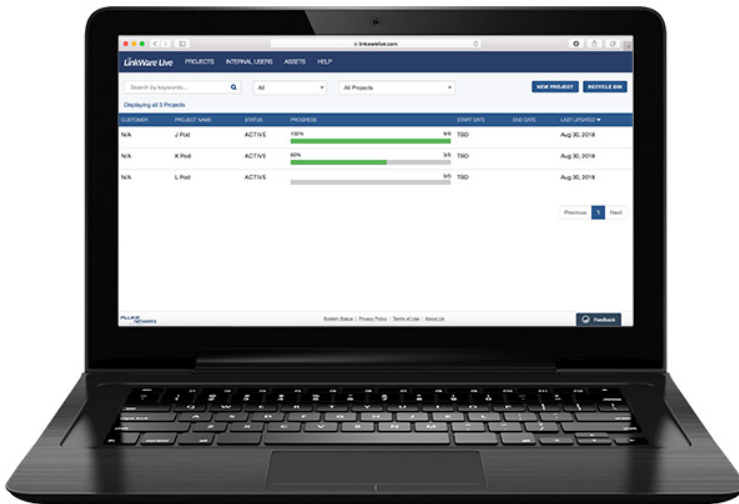 linkwarelive.com
LinkWare Live PROJECTS INTERNAL USERS ASSETS HELP
Search by keywords... All All Projects NEW PROJECT RECYCLE BIN
Displaying all 3 Projects
CUSTOMER PROJECT NAME STATUS PROGRESS START DATE END DATE LAST UPDATED
N/A J Pod ACTIVE 100% TBD Aug 30, 2018
N/A K Pod ACTIVE 60% 3/5 TBD Aug 30, 2018
N/A L Pod ACTIVE TBD Aug 30, 2018
Previous 1 Next
FLUKE networks System Status | Privacy Policy | Terms of Use | About Us Feedback